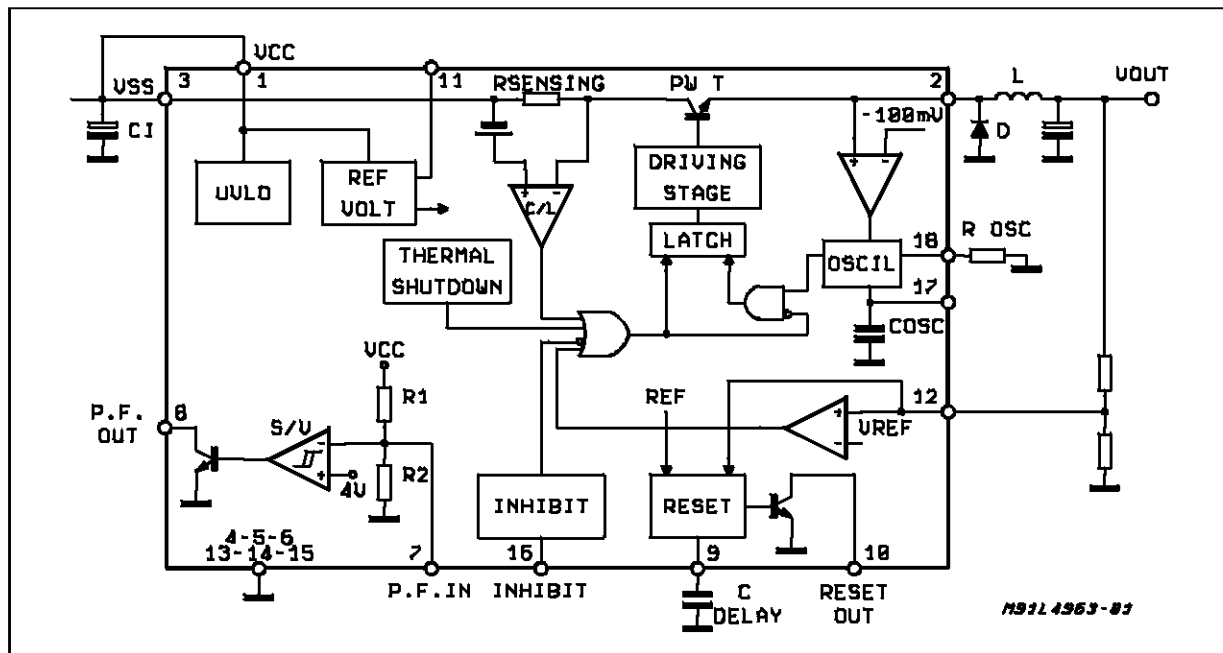 VCC
3
1
11
RSENSING
PW T
2
L
VOUT
VSS
CI
-100mV
D
+
-
UVLO
REF
VOLT
+
-
C/L
DRIVING
STAGE
LATCH
OSCIL
18
R OSC
THERMAL
SHUTDOWN
17
COSC
VCC
P.F.
OUT
8
R1
S/V
-
+
4V
R2
REF
+
-
VREF
12
INHIBIT
RESET
4-5-6
13-14-15
7
16
9
10
P.F.IN
INHIBIT
C
DELAY
RESET
OUT
M91L4963-01